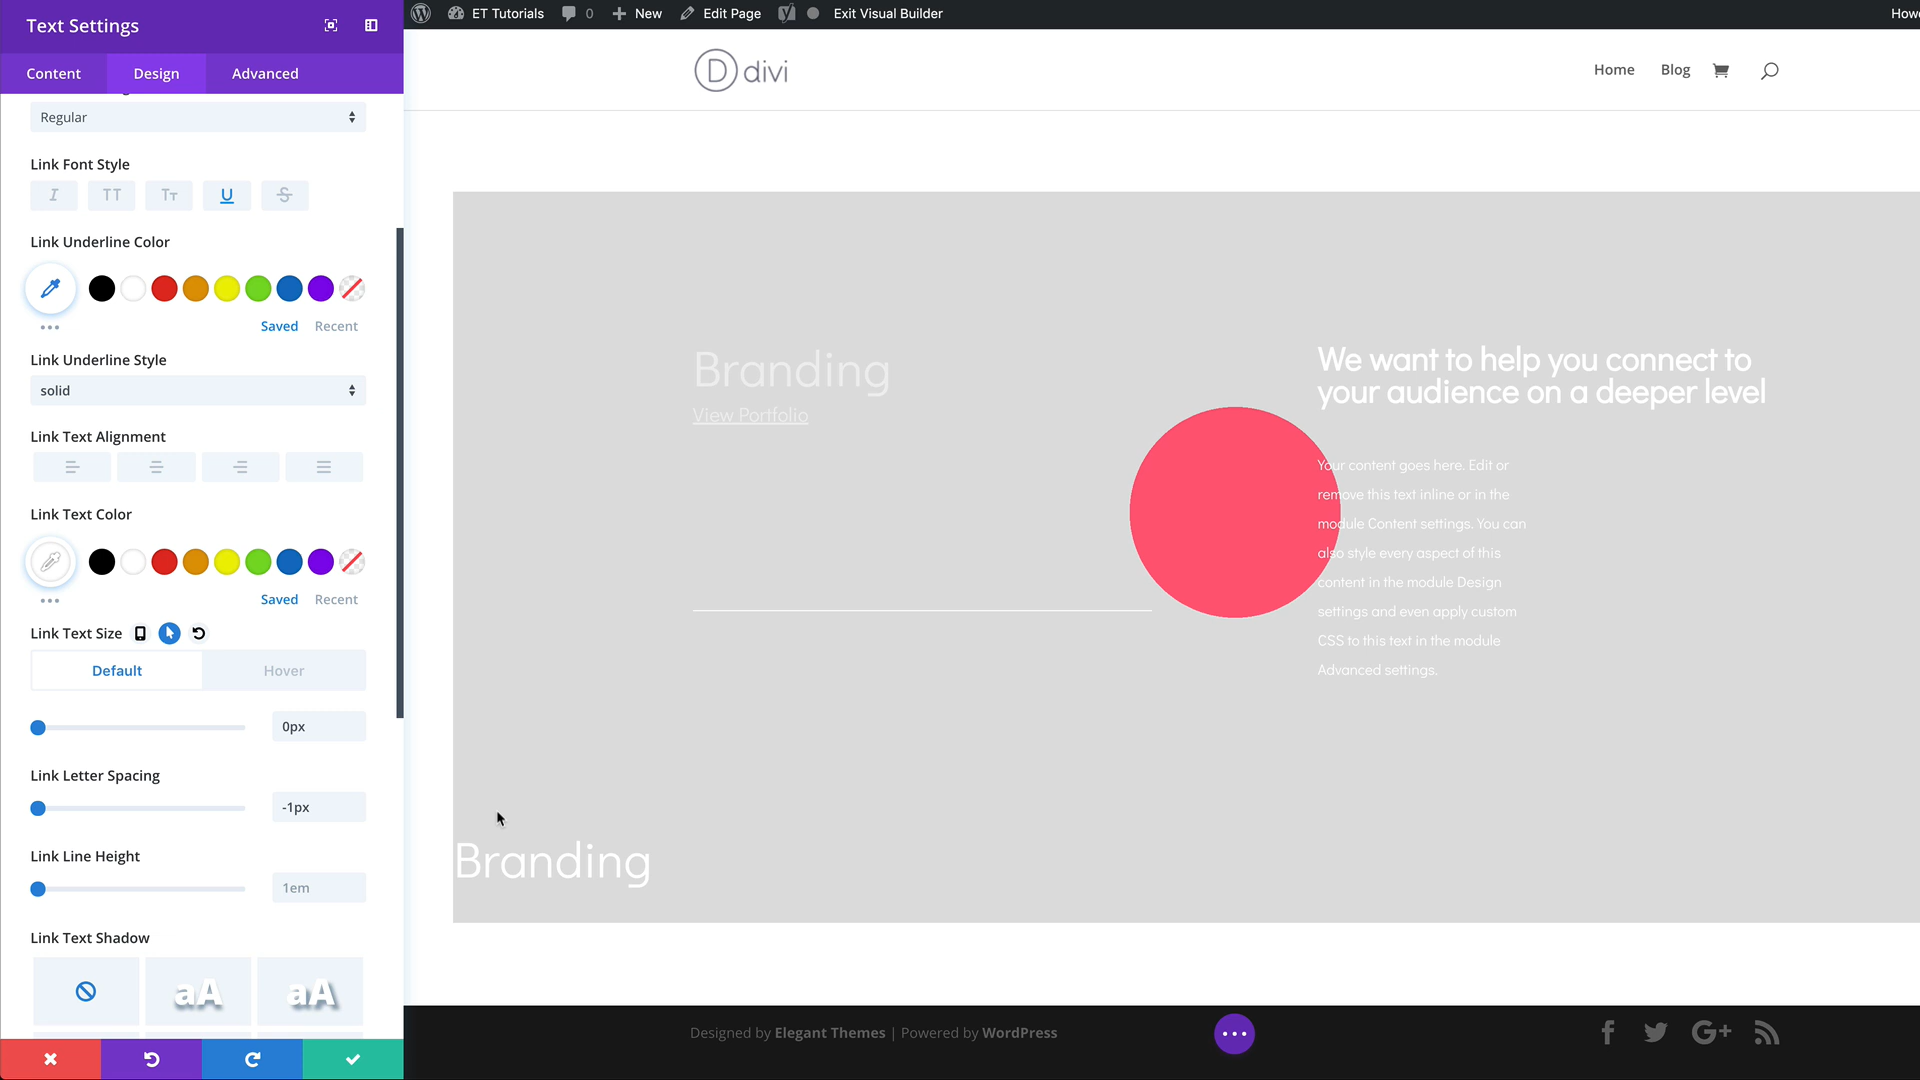 Text Settings
Content
Design
Advanced
Regular
Link Font Style
I
TT
Tт
U
S
Link Underline Color
Saved
Recent
Link Underline Style
solid
Link Text Alignment
Link Text Color
Saved
Recent
Link Text Size
Default
Hover
0px
Link Letter Spacing
-1px
Link Line Height
1em
Link Text Shadow
aA
aA
ET Tutorials
0
New
Edit Page
Exit Visual Builder
How
D divi
Home
Blog
Branding
View Portfolio
We want to help you connect to
your audience on a deeper level
Your content goes here. Edit or
remove this text inline or in the
module Content settings. You can
also style every aspect of this
content in the module Design
settings and even apply custom
CSS to this text in the module
Advanced settings.
Branding
Designed by Elegant Themes | Powered by WordPress